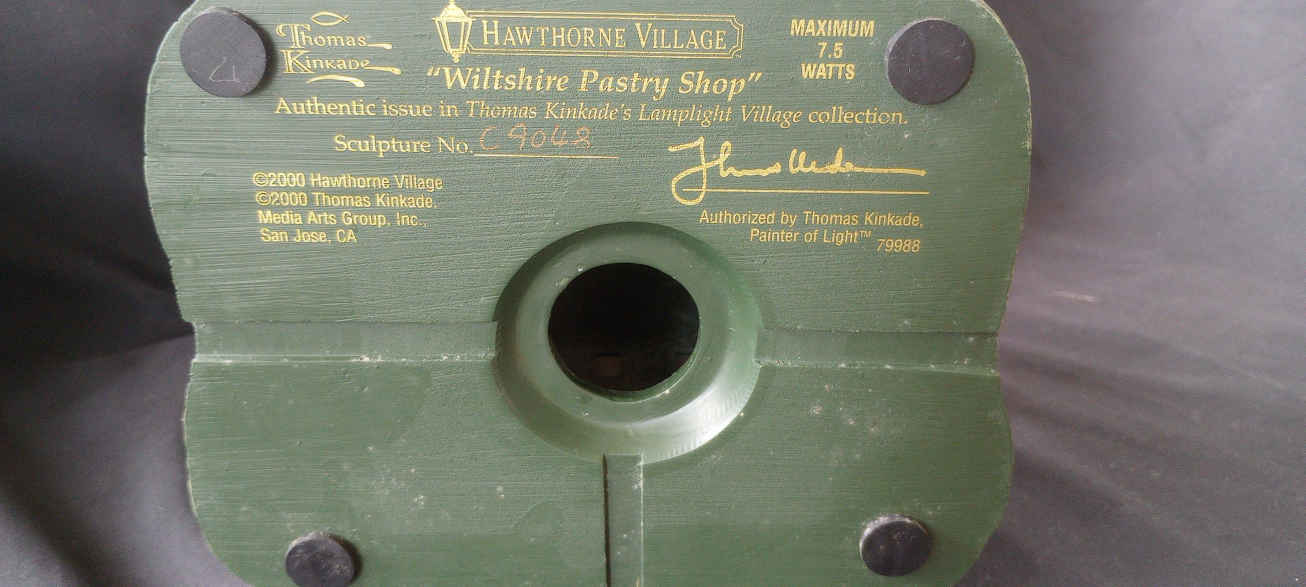 Thomas
Kinkade
HAWTHORNE VILLAGE
MAXIMUM
7.5
WATTS
"Wiltshire Pastry Shop"
Authentic issue in Thomas Kinkade's Lamplight Village collection.
Sculpture No. C9048
©2000 Hawthorne Village
©2000 Thomas Kinkade,
Media Arts Group, Inc.,
San Jose, CA
Authorized by Thomas Kinkade,
Painter of Light™ 79988